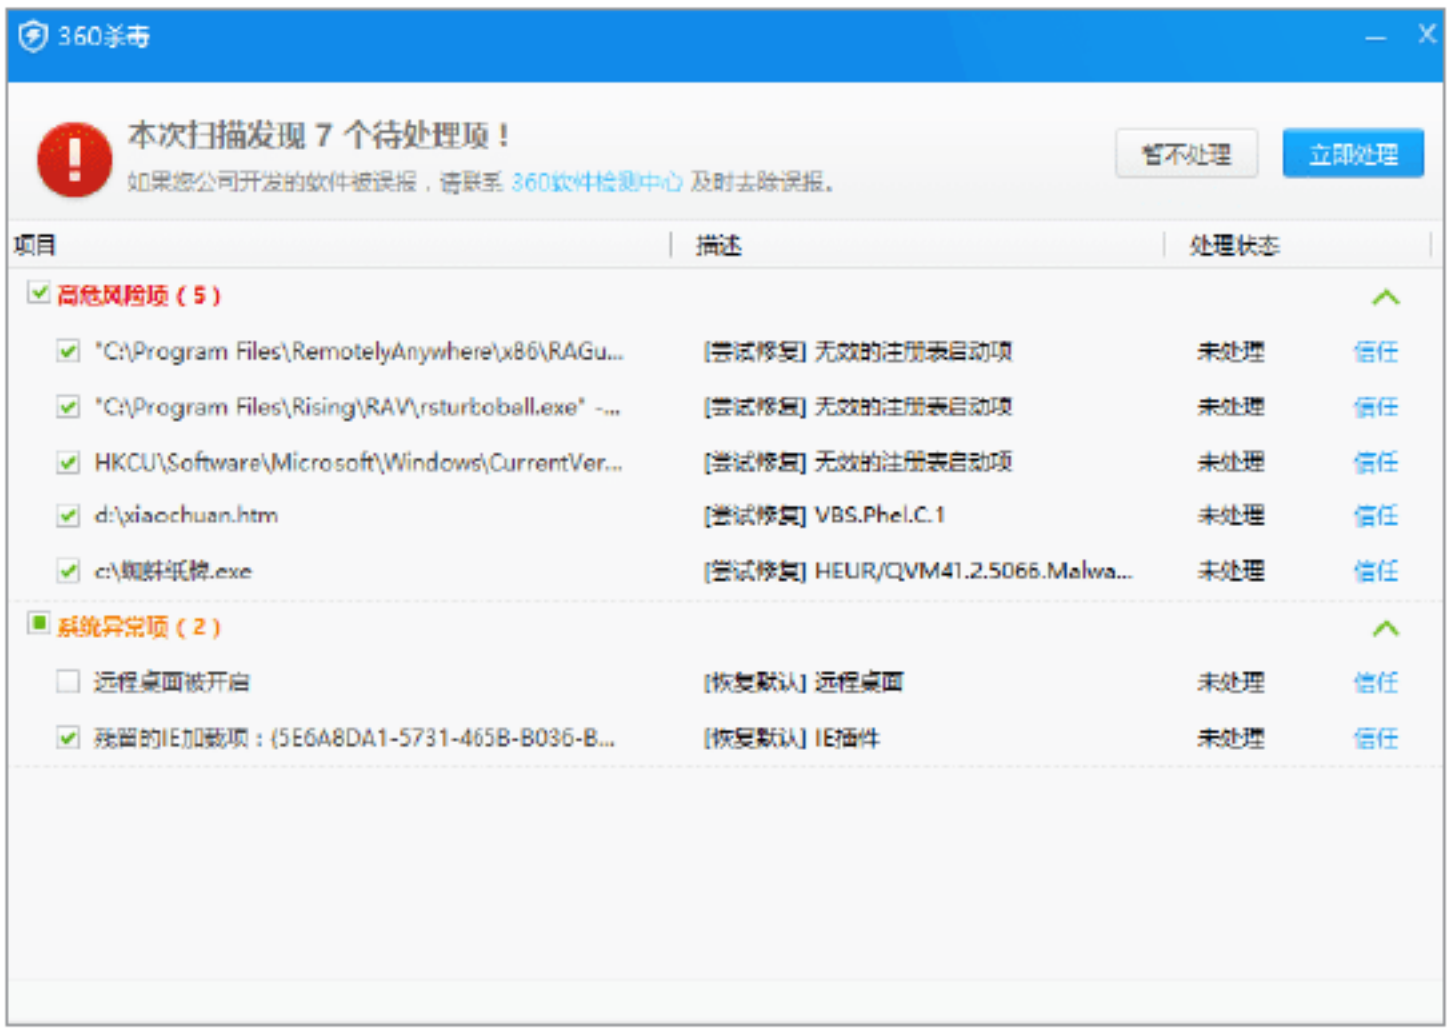 360杀毒
本次扫描发现 7 个待处理项！
如果您公司开发的软件被误报，请联系 360软件检测中心 及时去除误报。
暂不处理 立即处理
项目 描述 处理状态
高危风险项（5）
"C:\Program Files\RemotelyAnywhere\x86\RAGu... [尝试修复] 无效的注册表启动项 未处理 信任
"C:\Program Files\Rising\RAV\rsturboball.exe" -... [尝试修复] 无效的注册表启动项 未处理 信任
HKCU\Software\Microsoft\Windows\CurrentVer... [尝试修复] 无效的注册表启动项 未处理 信任
d:\xiaochuan.htm [尝试修复] VBS.Phel.C.1 未处理 信任
c:\蜘蛛纸牌.exe [尝试修复] HEUR/QVM41.2.5066.Malwa... 未处理 信任
系统异常项（2）
远程桌面被开启 [恢复默认] 远程桌面 未处理 信任
残留的IE加载项：{5E6A8DA1-5731-465B-B036-B... [恢复默认] IE插件 未处理 信任